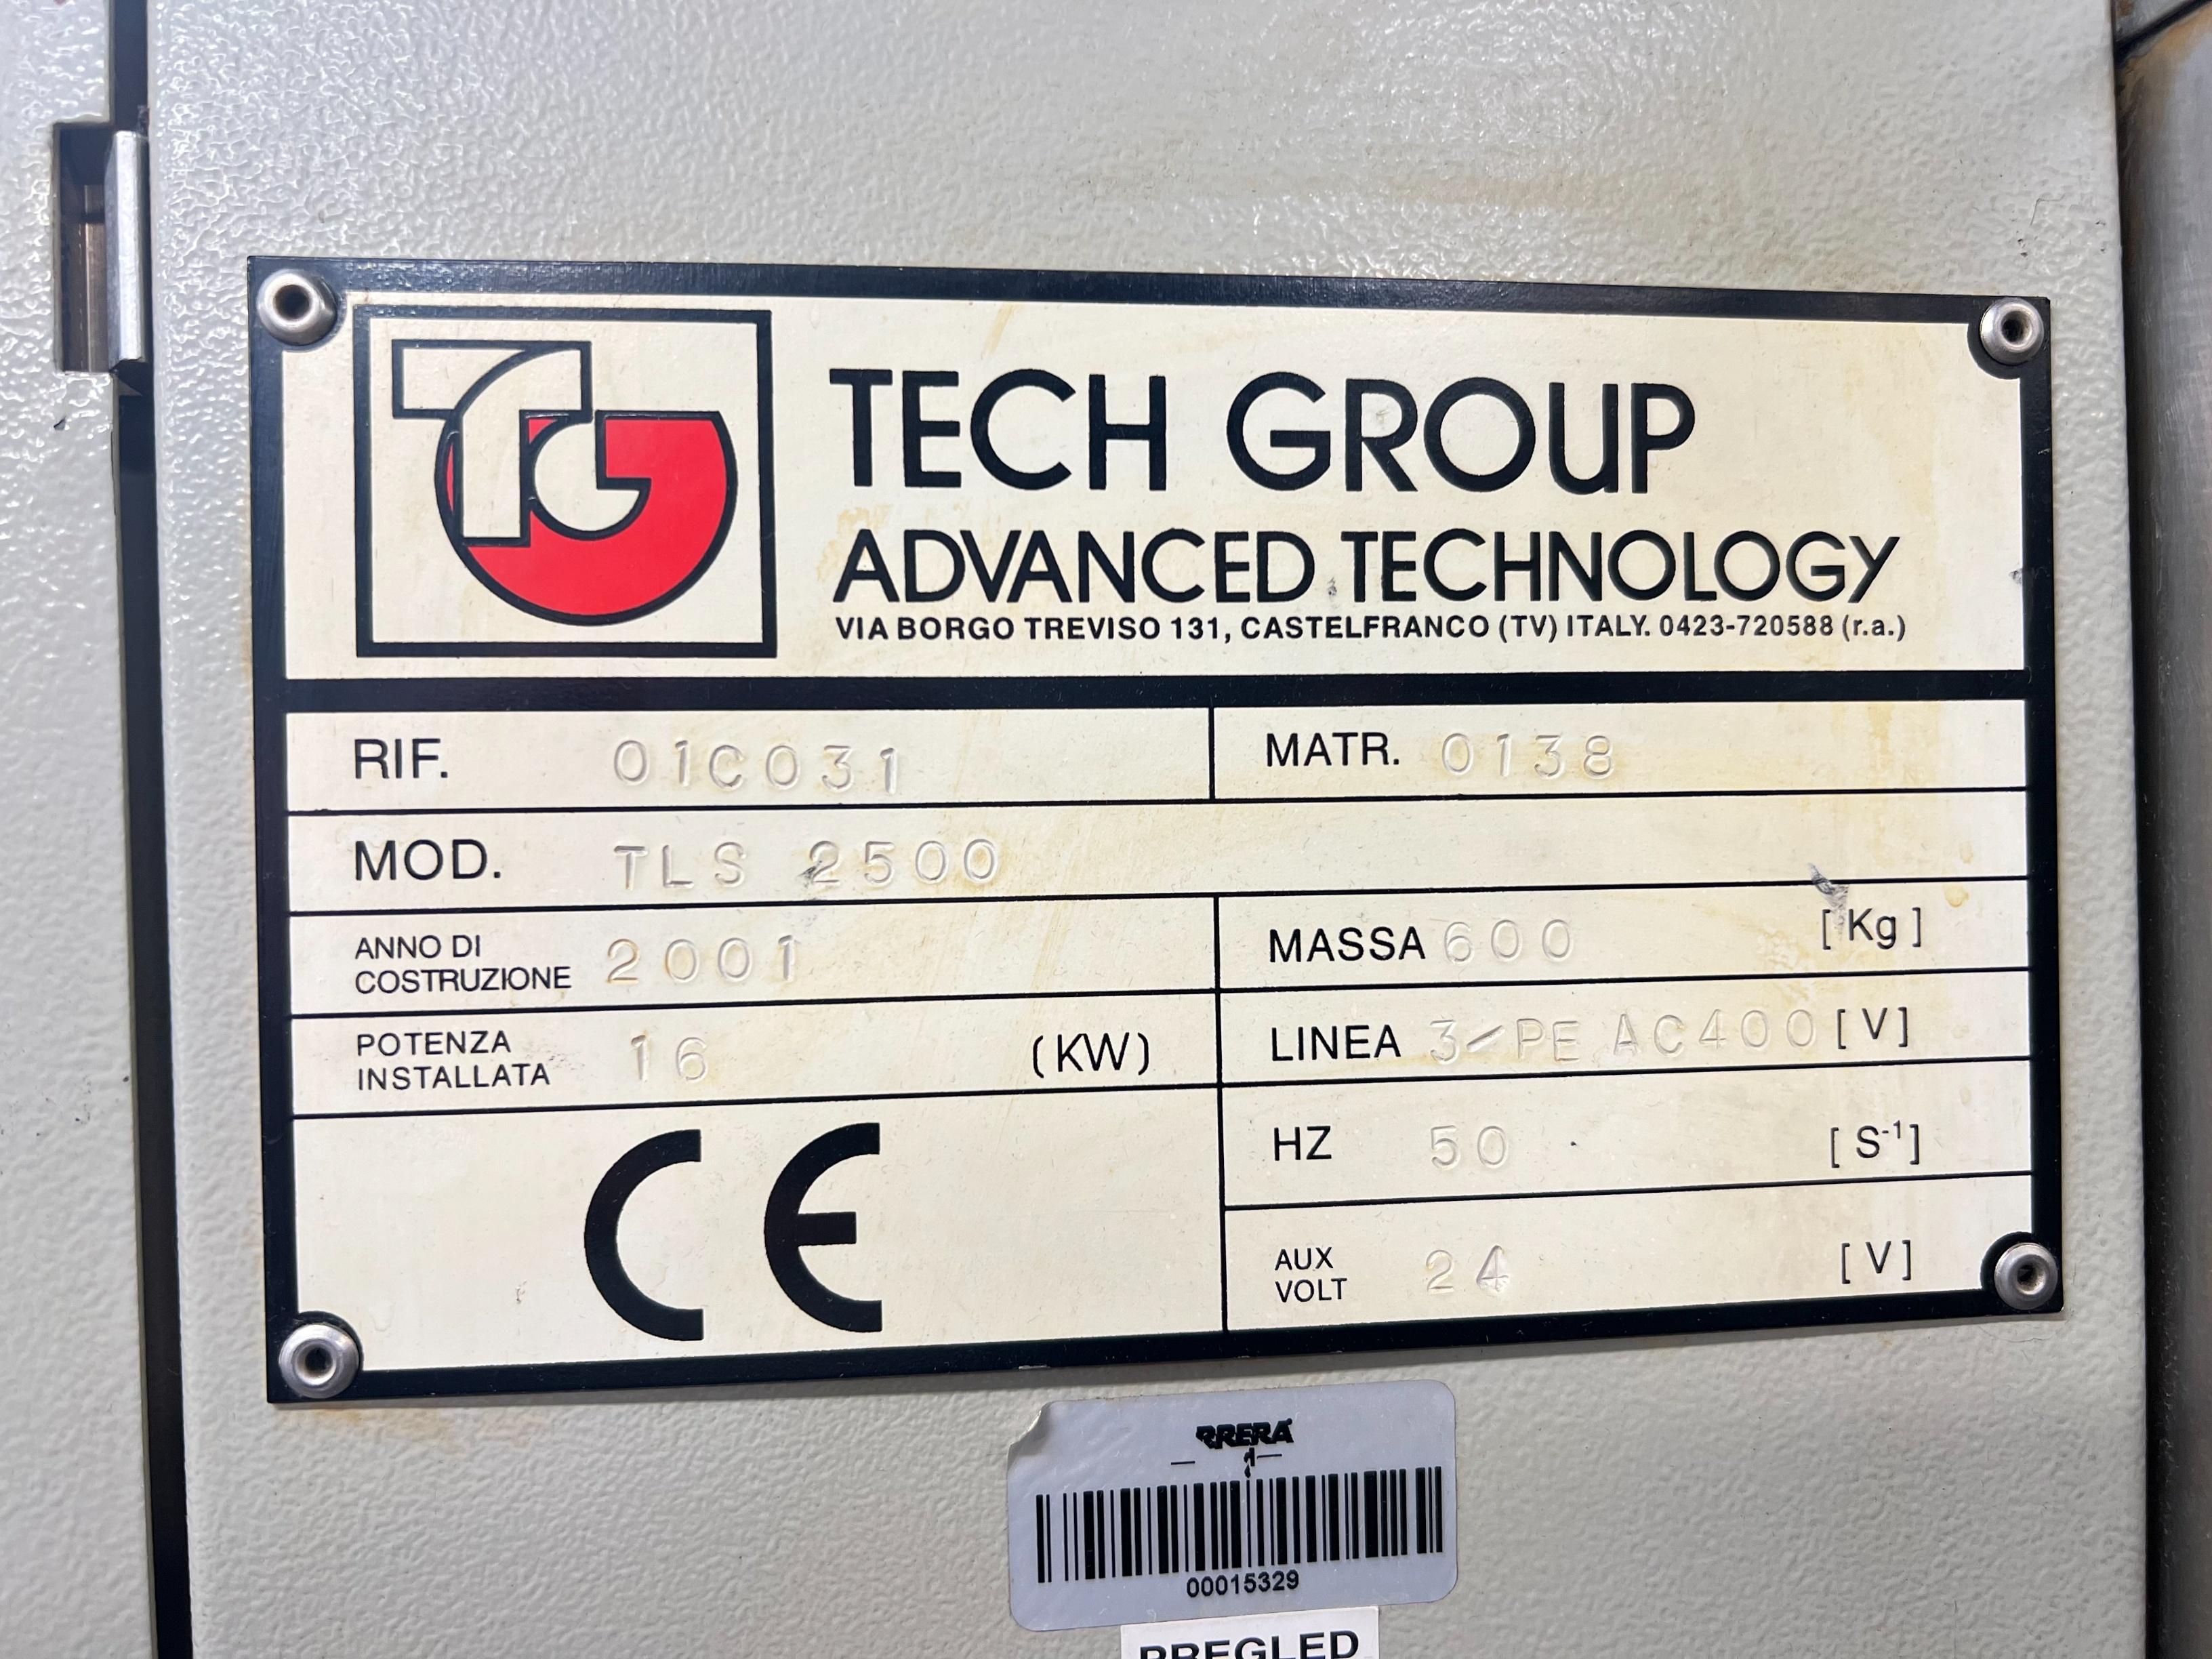 TG
TECH GROUP
ADVANCED TECHNOLOGY
VIA BORGO TREVISO 131, CASTELFRANCO (TV) ITALY. 0423-720588 (r.a.)
RIF. 01C031 MATR. 0138
MOD. TLS 2500
ANNO DI COSTRUZIONE 2001 MASSA 600 [Kg]
POTENZA INSTALLATA 16 (KW) LINEA 3/PE AC400 [V]
HZ 50 [S-1]
CE
AUX VOLT 24 [V]
RRERA
00015329
PREGLED